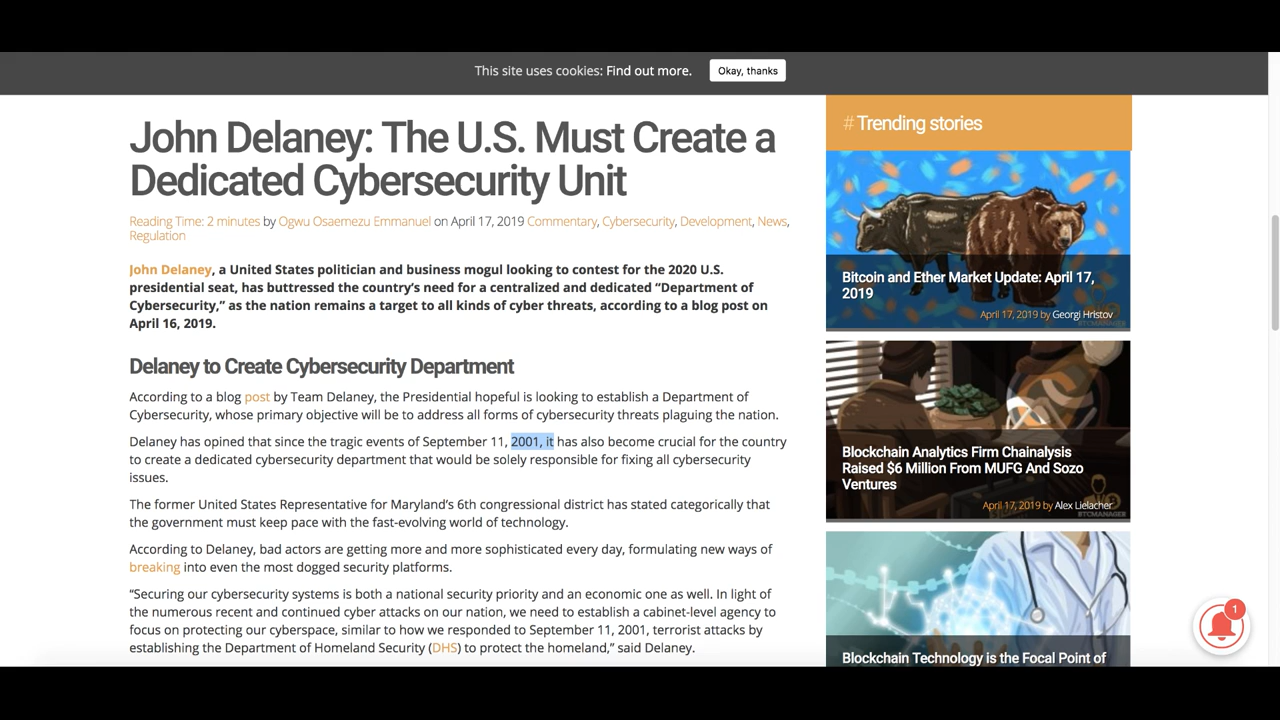 This site uses cookies: Find out more.
Okay, thanks
John Delaney: The U.S. Must Create a
Dedicated Cybersecurity Unit
Reading Time: 2 minutes by Ogwu Osaemezu Emmanuel on April 17, 2019 Commentary, Cybersecurity, Development, News,
Regulation
John Delaney, a United States politician and business mogul looking to contest for the 2020 U.S.
presidential seat, has buttressed the country's need for a centralized and dedicated “Department of
Cybersecurity,” as the nation remains a target to all kinds of cyber threats, according to a blog post on
April 16, 2019.
Delaney to Create Cybersecurity Department
According to a blog post by Team Delaney, the Presidential hopeful is looking to establish a Department of
Cybersecurity, whose primary objective will be to address all forms of cybersecurity threats plaguing the nation.
Delaney has opined that since the tragic events of September 11, 2001, it has also become crucial for the country
to create a dedicated cybersecurity department that would be solely responsible for fixing all cybersecurity
issues.
The former United States Representative for Maryland's 6th congressional district has stated categorically that
the government must keep pace with the fast-evolving world of technology.
According to Delaney, bad actors are getting more and more sophisticated every day, formulating new ways of
breaking into even the most dogged security platforms.
“Securing our cybersecurity systems is both a national security priority and an economic one as well. In light of
the numerous recent and continued cyber attacks on our nation, we need to establish a cabinet-level agency to
focus on protecting our cyberspace, similar to how we responded to September 11, 2001, terrorist attacks by
establishing the Department of Homeland Security (DHS) to protect the homeland,” said Delaney.
#Trending stories
Bitcoin and Ether Market Update: April 17,
2019
April 17, 2019 by Georgi Hristov
BTCMANAGER
Blockchain Analytics Firm Chainalysis
Raised $6 Million From MUFG And Sozo
Ventures
April 17, 2019 by Alex Lielacher
BTCMANAGER
Blockchain Technology is the Focal Point of
1